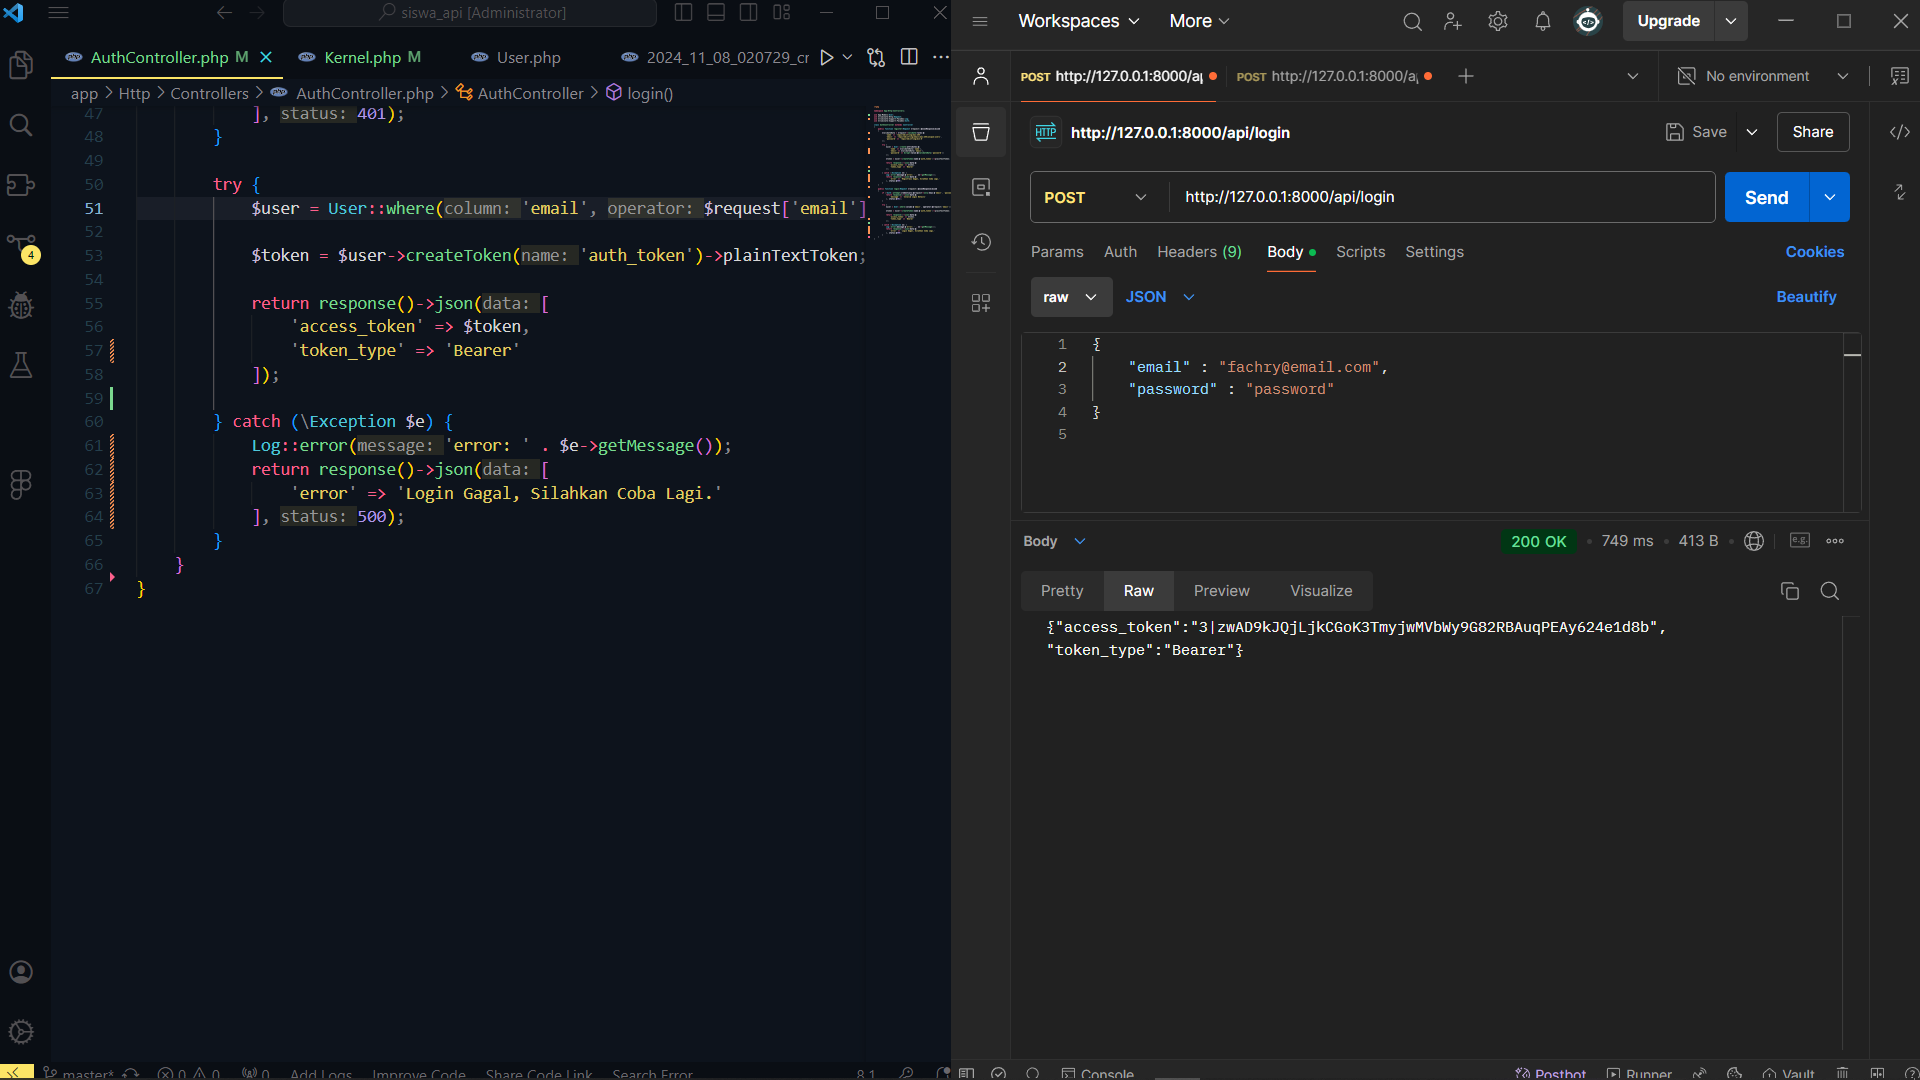 siswa_api [Administrator]
AuthController.php M
Kernel.php M
User.php
2024_11_08_020729_cr
app > Http > Controllers > AuthController.php > AuthController > login()
47 ], status: 401);
48 }
49
50 try {
51 $user = User::where(column: 'email', operator: $request['email']
52
53 $token = $user->createToken(name: 'auth_token')->plainTextToken;
54
55 return response()->json(data: [
56 'access_token' => $token,
57 'token_type' => 'Bearer'
58 ]);
59
60 } catch (\Exception $e) {
61 Log::error(message: 'error: ' . $e->getMessage());
62 return response()->json(data: [
63 'error' => 'Login Gagal, Silahkan Coba Lagi.'
64 ], status: 500);
65 }
66 }
67 }
4
master* 0 0 0 Add Logs Improve Code Share Code Link Search Error 8.1
Workspaces More Upgrade
POST http://127.0.0.1:8000/a POST http://127.0.0.1:8000/a No environment
HTTP http://127.0.0.1:8000/api/login Save Share
POST http://127.0.0.1:8000/api/login Send
Params Auth Headers (9) Body Scripts Settings Cookies
raw JSON Beautify
1 {
2 "email" : "fachry@email.com",
3 "password" : "password"
4 }
5
Body 200 OK 749 ms 413 B e.g.
Pretty Raw Preview Visualize
{"access_token":"3|zwAD9kJQjLjkCGoK3TmyjwMVbWy9G82RBAuqPEAy624e1d8b",
"token_type":"Bearer"}
Console Postbot Runner Vault